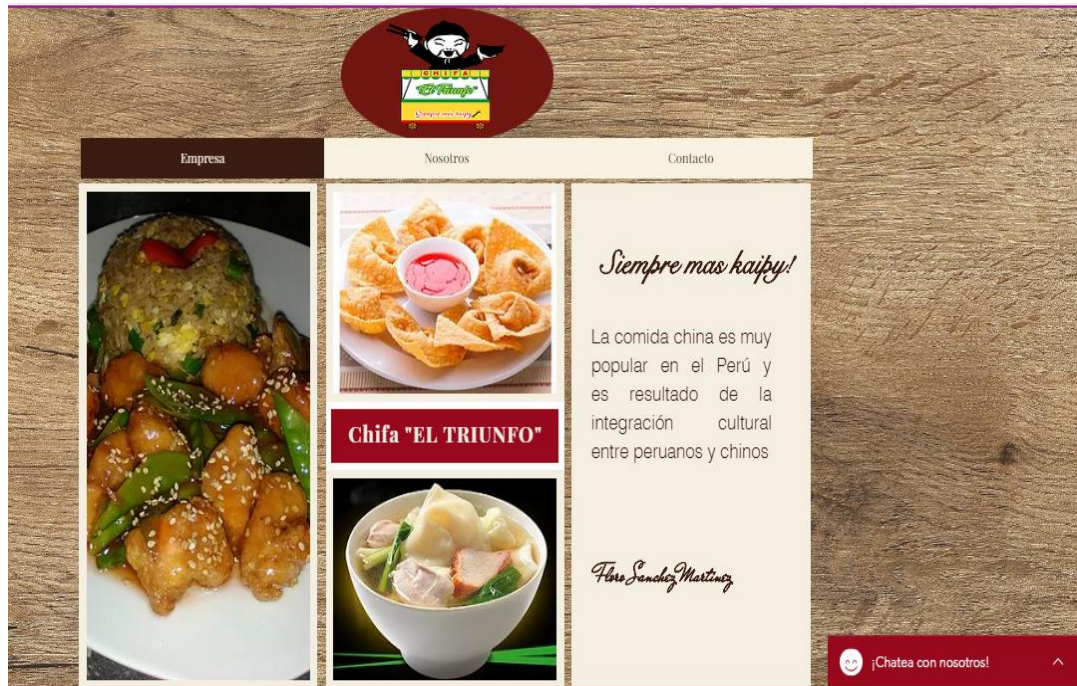 CHIFA
"El Triunfo"
Siempre mas kaipy
Empresa
Nosotros
Contacto
Siempre mas kaipy!
La comida china es muy
popular en el Perú y
es resultado de la
integración cultural
entre peruanos y chinos
Chifa "EL TRIUNFO"
Floro Sanchez Martinez
¡Chatea con nosotros!